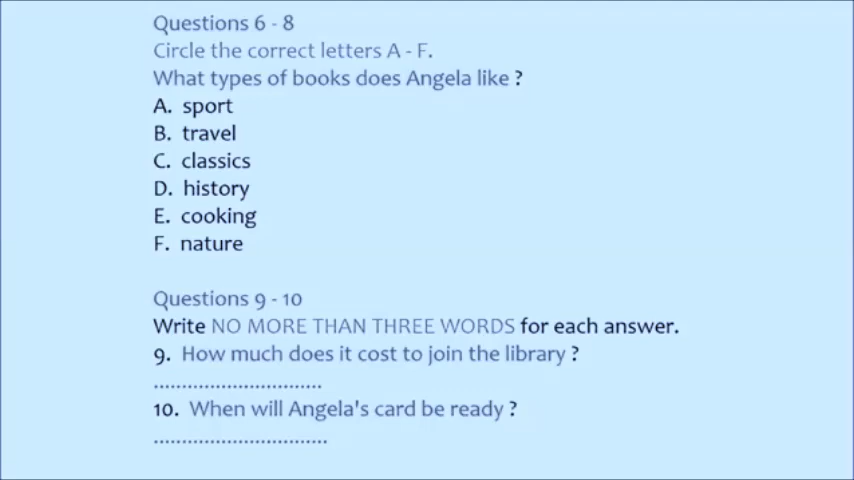 Questions 6 - 8
Circle the correct letters A - F.
What types of books does Angela like ?
A. sport
B. travel
C. classics
D. history
E. cooking
F. nature
Questions 9 - 10
Write NO MORE THAN THREE WORDS for each answer.
9. How much does it cost to join the library ?
..............................
10. When will Angela's card be ready ?
...............................